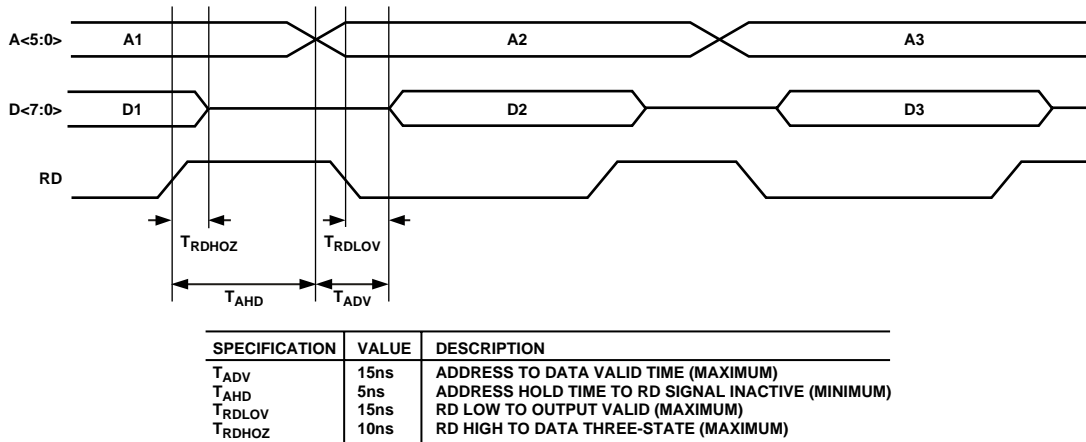 A<5:0> A1 A2 A3
D<7:0> D1 D2 D3
RD
TRDHOZ TRDLOV
TAHD TADV
SPECIFICATION VALUE DESCRIPTION
TADV 15ns ADDRESS TO DATA VALID TIME (MAXIMUM)
TAHD 5ns ADDRESS HOLD TIME TO RD SIGNAL INACTIVE (MINIMUM)
TRDLOV 15ns RD LOW TO OUTPUT VALID (MAXIMUM)
TRDHOZ 10ns RD HIGH TO DATA THREE-STATE (MAXIMUM)